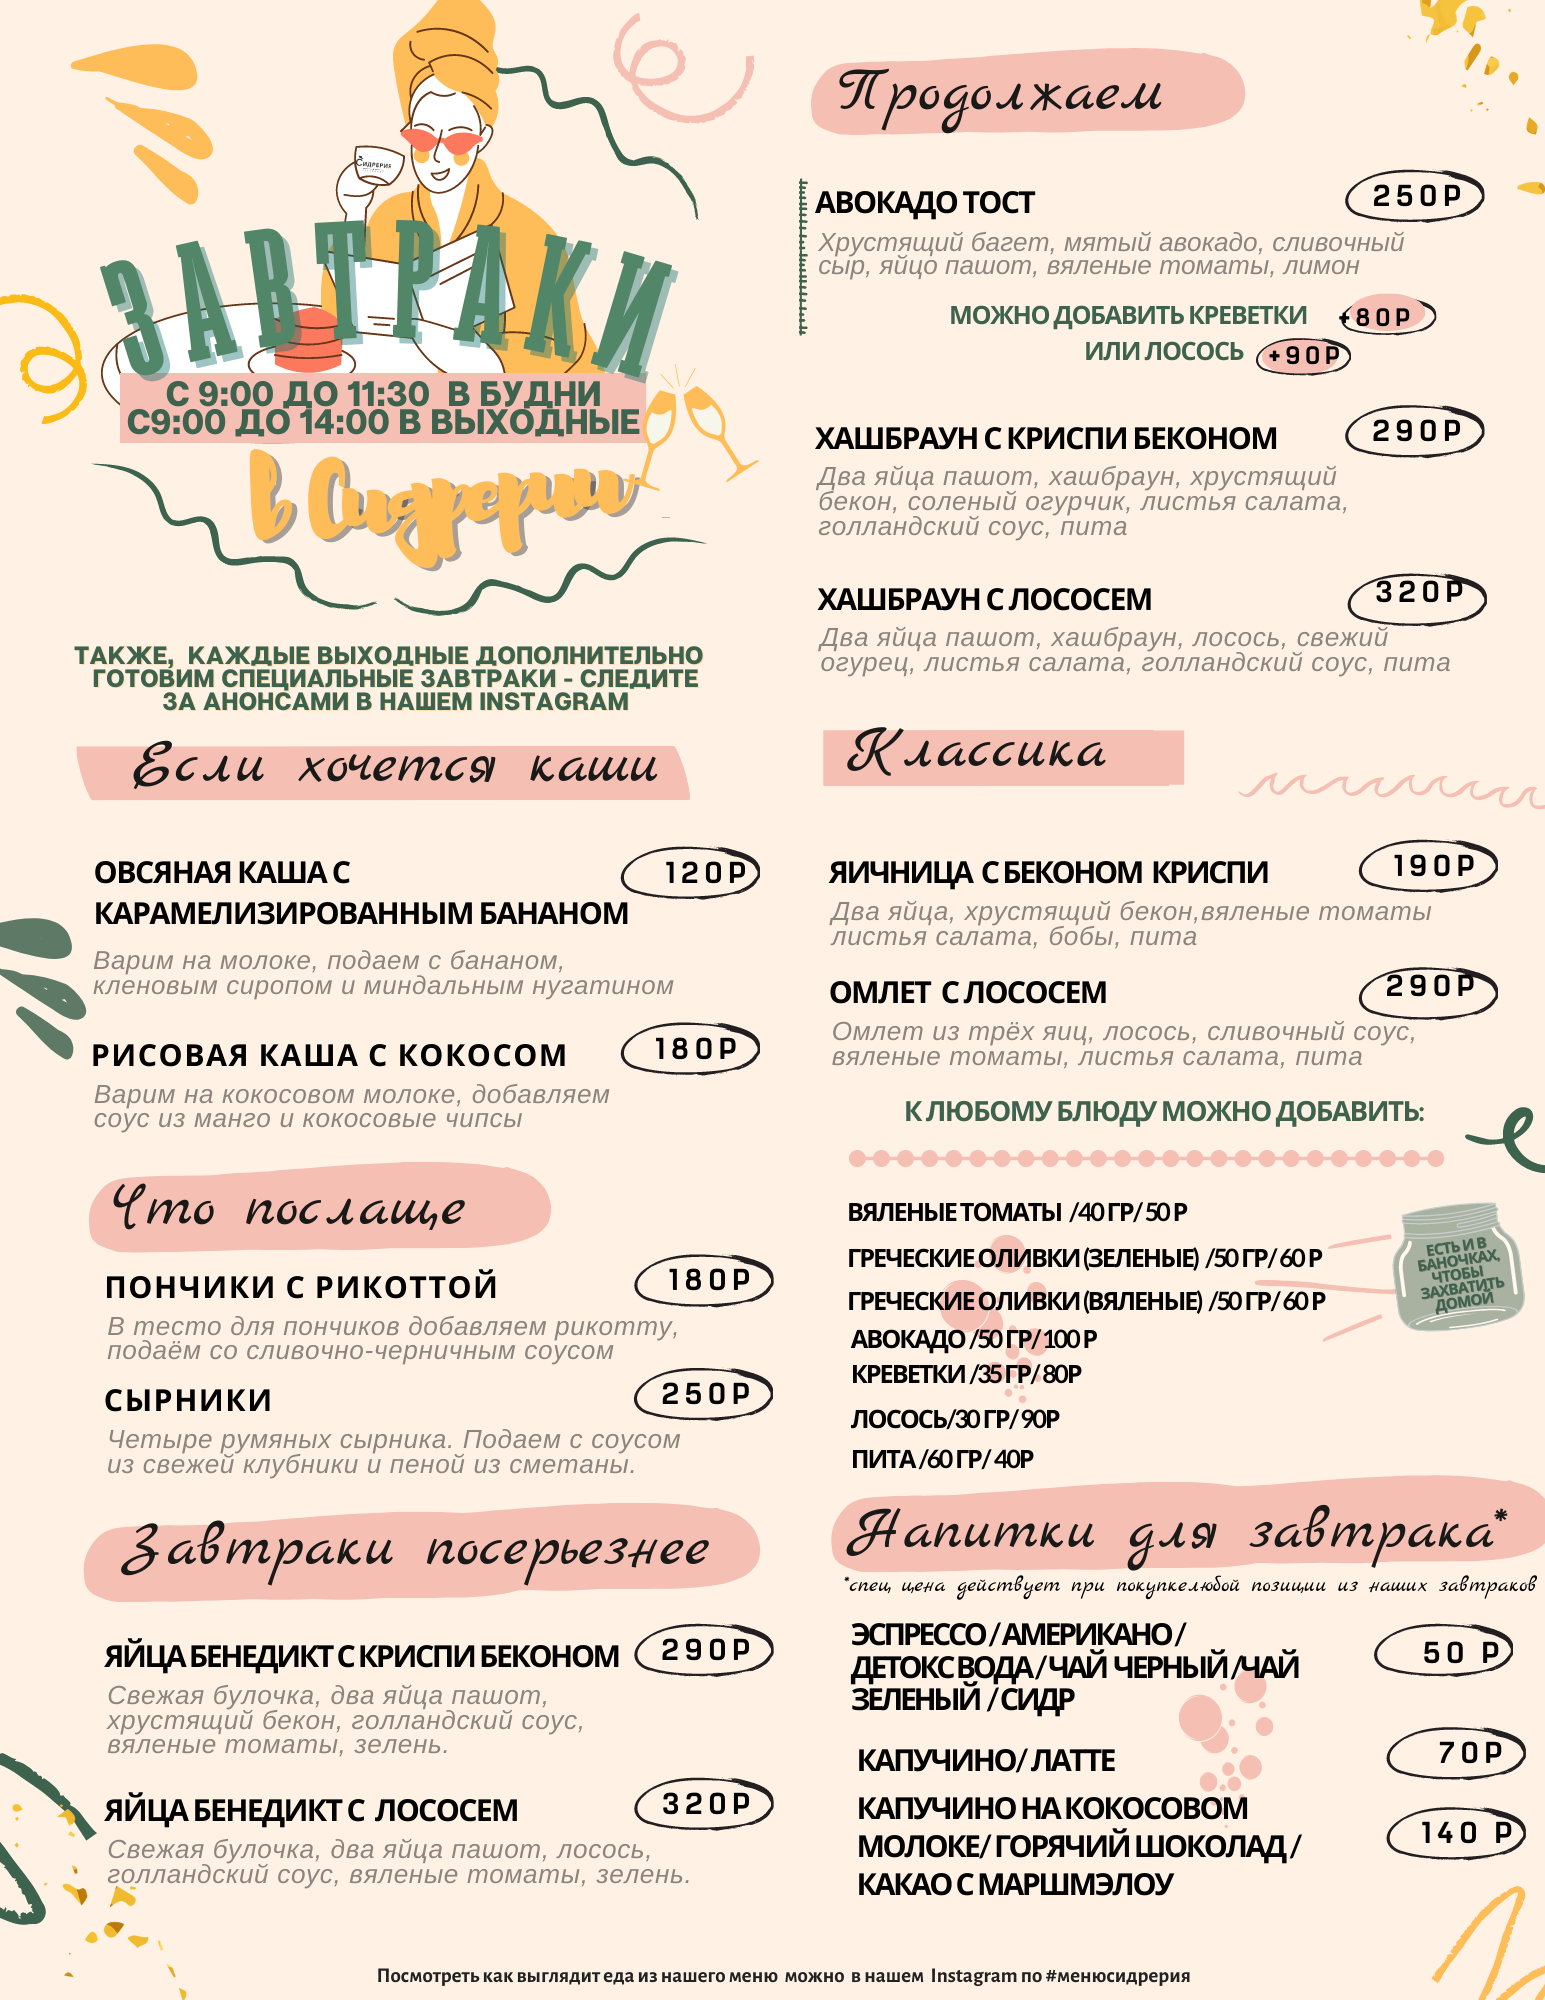 Сидрерия
ЗАВТРАКИ
С 9:00 ДО 11:30 В БУДНИ
С9:00 ДО 14:00 В ВЫХОДНЫЕ
в Сидрерии
ТАКЖЕ, КАЖДЫЕ ВЫХОДНЫЕ ДОПОЛНИТЕЛЬНО
ГОТОВИМ СПЕЦИАЛЬНЫЕ ЗАВТРАКИ - СЛЕДИТЕ
ЗА АНОНСАМИ В НАШЕМ INSTAGRAM
Если хочется каши
ОВСЯНАЯ КАША С
120Р
КАРАМЕЛИЗИРОВАННЫМ БАНАНОМ
Варим на молоке, подаем с бананом,
кленовым сиропом и миндальным нугатином
РИСОВАЯ КАША С КОКОСОМ
180Р
Варим на кокосовом молоке, добавляем
соус из манго и кокосовые чипсы
Что послаще
ПОНЧИКИ С РИКОТТОЙ
180Р
В тесто для пончиков добавляем рикотту,
подаём со сливочно-черничным соусом
СЫРНИКИ
250Р
Четыре румяных сырника. Подаем с соусом
из свежей клубники и пеной из сметаны.
Завтраки посерьезнее
ЯЙЦА БЕНЕДИКТ С КРИСПИ БЕКОНОМ
290Р
Свежая булочка, два яйца пашот,
хрустящий бекон, голландский соус,
вяленые томаты, зелень.
ЯЙЦА БЕНЕДИКТ С ЛОСОСЕМ
320Р
Свежая булочка, два яйца пашот, лосось,
голландский соус, вяленые томаты, зелень.
Продолжаем
АВОКАДО ТОСТ
250Р
Хрустящий багет, мятый авокадо, сливочный
сыр, яйцо пашот, вяленые томаты, лимон
МОЖНО ДОБАВИТЬ КРЕВЕТКИ +80Р
ИЛИ ЛОСОСЬ +90Р
ХАШБРАУН С КРИСПИ БЕКОНОМ
290Р
Два яйца пашот, хашбраун, хрустящий
бекон, соленый огурчик, листья салата,
голландский соус, пита
ХАШБРАУН С ЛОСОСЕМ
320Р
Два яйца пашот, хашбраун, лосось, свежий
огурец, листья салата, голландский соус, пита
Классика
ЯИЧНИЦА С БЕКОНОМ КРИСПИ
190Р
Два яйца, хрустящий бекон,вяленые томаты
листья салата, бобы, пита
ОМЛЕТ С ЛОСОСЕМ
290Р
Омлет из трёх яиц, лосось, сливочный соус,
вяленые томаты, листья салата, пита
К ЛЮБОМУ БЛЮДУ МОЖНО ДОБАВИТЬ:
ВЯЛЕНЫЕ ТОМАТЫ /40 ГР/ 50 Р
ГРЕЧЕСКИЕ ОЛИВКИ (ЗЕЛЕНЫЕ) /50 ГР/ 60 Р
ГРЕЧЕСКИЕ ОЛИВКИ (ВЯЛЕНЫЕ) /50 ГР/ 60 Р
АВОКАДО /50 ГР/ 100 Р
КРЕВЕТКИ /35 ГР/ 80Р
ЛОСОСЬ/30 ГР/ 90Р
ПИТА /60 ГР/ 40Р
ЕСТЬ И В
БАНОЧКАХ,
ЧТОБЫ
ЗАХВАТИТЬ
ДОМОЙ
Напитки для завтрака*
*спец цена действует при покупкелюбой позиции из наших завтраков
ЭСПРЕССО / АМЕРИКАНО /
ДЕТОКС ВОДА / ЧАЙ ЧЕРНЫЙ /ЧАЙ
ЗЕЛЕНЫЙ / СИДР
50 Р
КАПУЧИНО/ ЛАТТЕ
70Р
КАПУЧИНО НА КОКОСОВОМ
МОЛОКЕ/ ГОРЯЧИЙ ШОКОЛАД /
КАКАО С МАРШМЭЛОУ
140 Р
Посмотреть как выглядит еда из нашего меню можно в нашем Instagram по #менюсидрерия